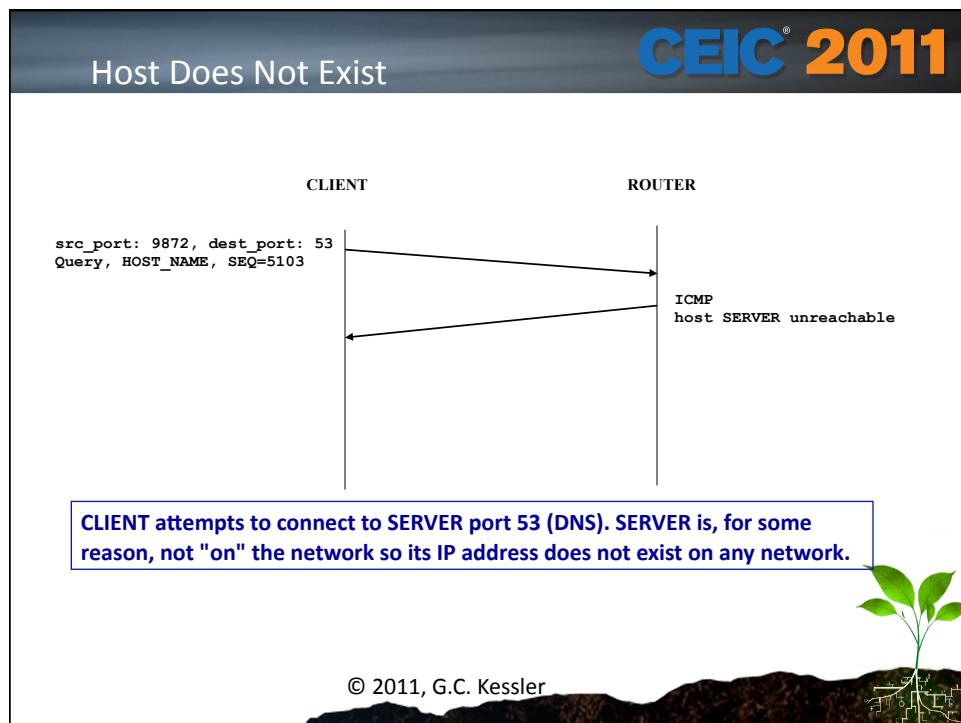 Host Does Not Exist
CEIC® 2011
CLIENT
ROUTER
src_port: 9872, dest_port: 53
Query, HOST_NAME, SEQ=5103
ICMP
host SERVER unreachable
CLIENT attempts to connect to SERVER port 53 (DNS). SERVER is, for some
reason, not "on" the network so its IP address does not exist on any network.
© 2011, G.C. Kessler